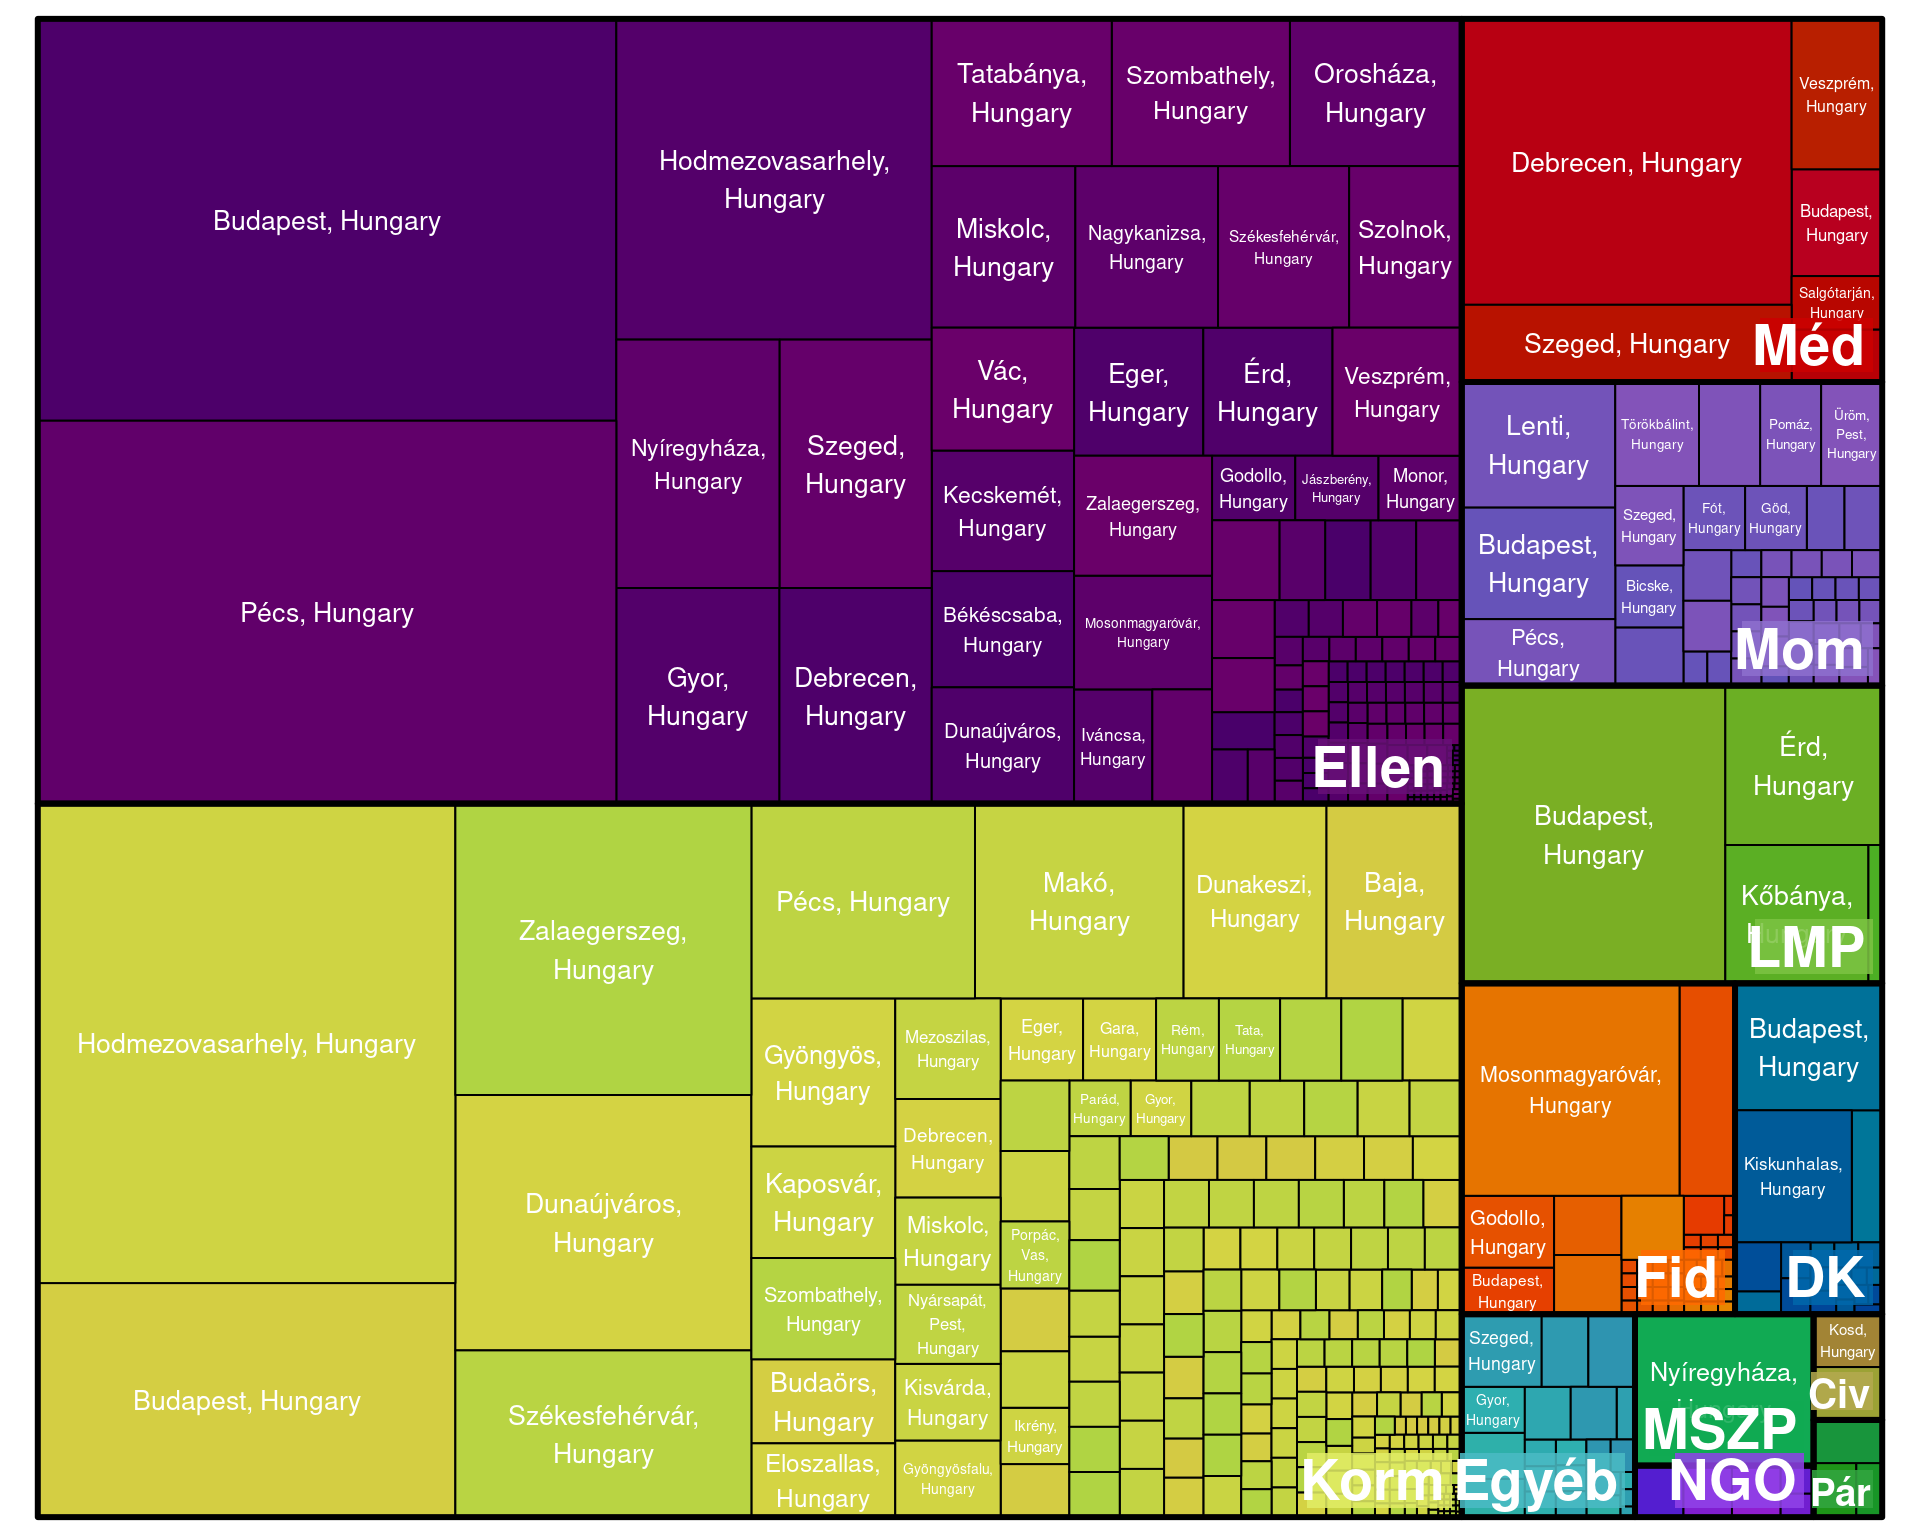 Budapest, Hungary
Pécs, Hungary
Hodmezovasarhely,
Hungary
Nyíregyháza,
Hungary
Szeged,
Hungary
Gyor,
Hungary
Debrecen,
Hungary
Tatabánya,
Hungary
Szombathely,
Hungary
Orosháza,
Hungary
Miskolc,
Hungary
Nagykanizsa,
Hungary
Székesfehérvár,
Hungary
Szolnok,
Hungary
Vác,
Hungary
Eger,
Hungary
Érd,
Hungary
Veszprém,
Hungary
Kecskemét,
Hungary
Zalaegerszeg,
Hungary
Godollo,
Hungary
Jászberény,
Hungary
Monor,
Hungary
Békéscsaba,
Hungary
Mosonmagyaróvár,
Hungary
Dunaújváros,
Hungary
Iváncsa,
Hungary
Ellen
Hodmezovasarhely, Hungary
Budapest, Hungary
Zalaegerszeg,
Hungary
Dunaújváros,
Hungary
Székesfehérvár,
Hungary
Pécs, Hungary
Makó,
Hungary
Dunakeszi,
Hungary
Baja,
Hungary
Gyöngyös,
Hungary
Kaposvár,
Hungary
Szombathely,
Hungary
Budaörs,
Hungary
Eloszallas,
Hungary
Mezoszilas,
Hungary
Debrecen,
Hungary
Miskolc,
Hungary
Nyársapát,
Pest,
Hungary
Kisvárda,
Hungary
Gyöngyösfalu,
Hungary
Eger,
Hungary
Gara,
Hungary
Rém,
Hungary
Tata,
Hungary
Parád,
Hungary
Gyor,
Hungary
Porpác,
Vas,
Hungary
Ikrény,
Hungary
Korm
Debrecen, Hungary
Szeged, Hungary
Veszprém,
Hungary
Budapest,
Hungary
Salgótarján,
Hungary
Méd
Lenti,
Hungary
Budapest,
Hungary
Pécs,
Hungary
Törökbálint,
Hungary
Pomáz,
Hungary
Üröm,
Pest,
Hungary
Szeged,
Hungary
Fót,
Hungary
Göd,
Hungary
Bicske,
Hungary
Mom
Budapest,
Hungary
Érd,
Hungary
Kőbánya,
Hungary
LMP
Mosonmagyaróvár,
Hungary
Godollo,
Hungary
Budapest,
Hungary
Fid
Budapest,
Hungary
Kiskunhalas,
Hungary
DK
Szeged,
Hungary
Gyor,
Hungary
Egyéb
Nyíregyháza,
Hungary
MSZP
NGO
Kosd,
Hungary
Civ
Pár